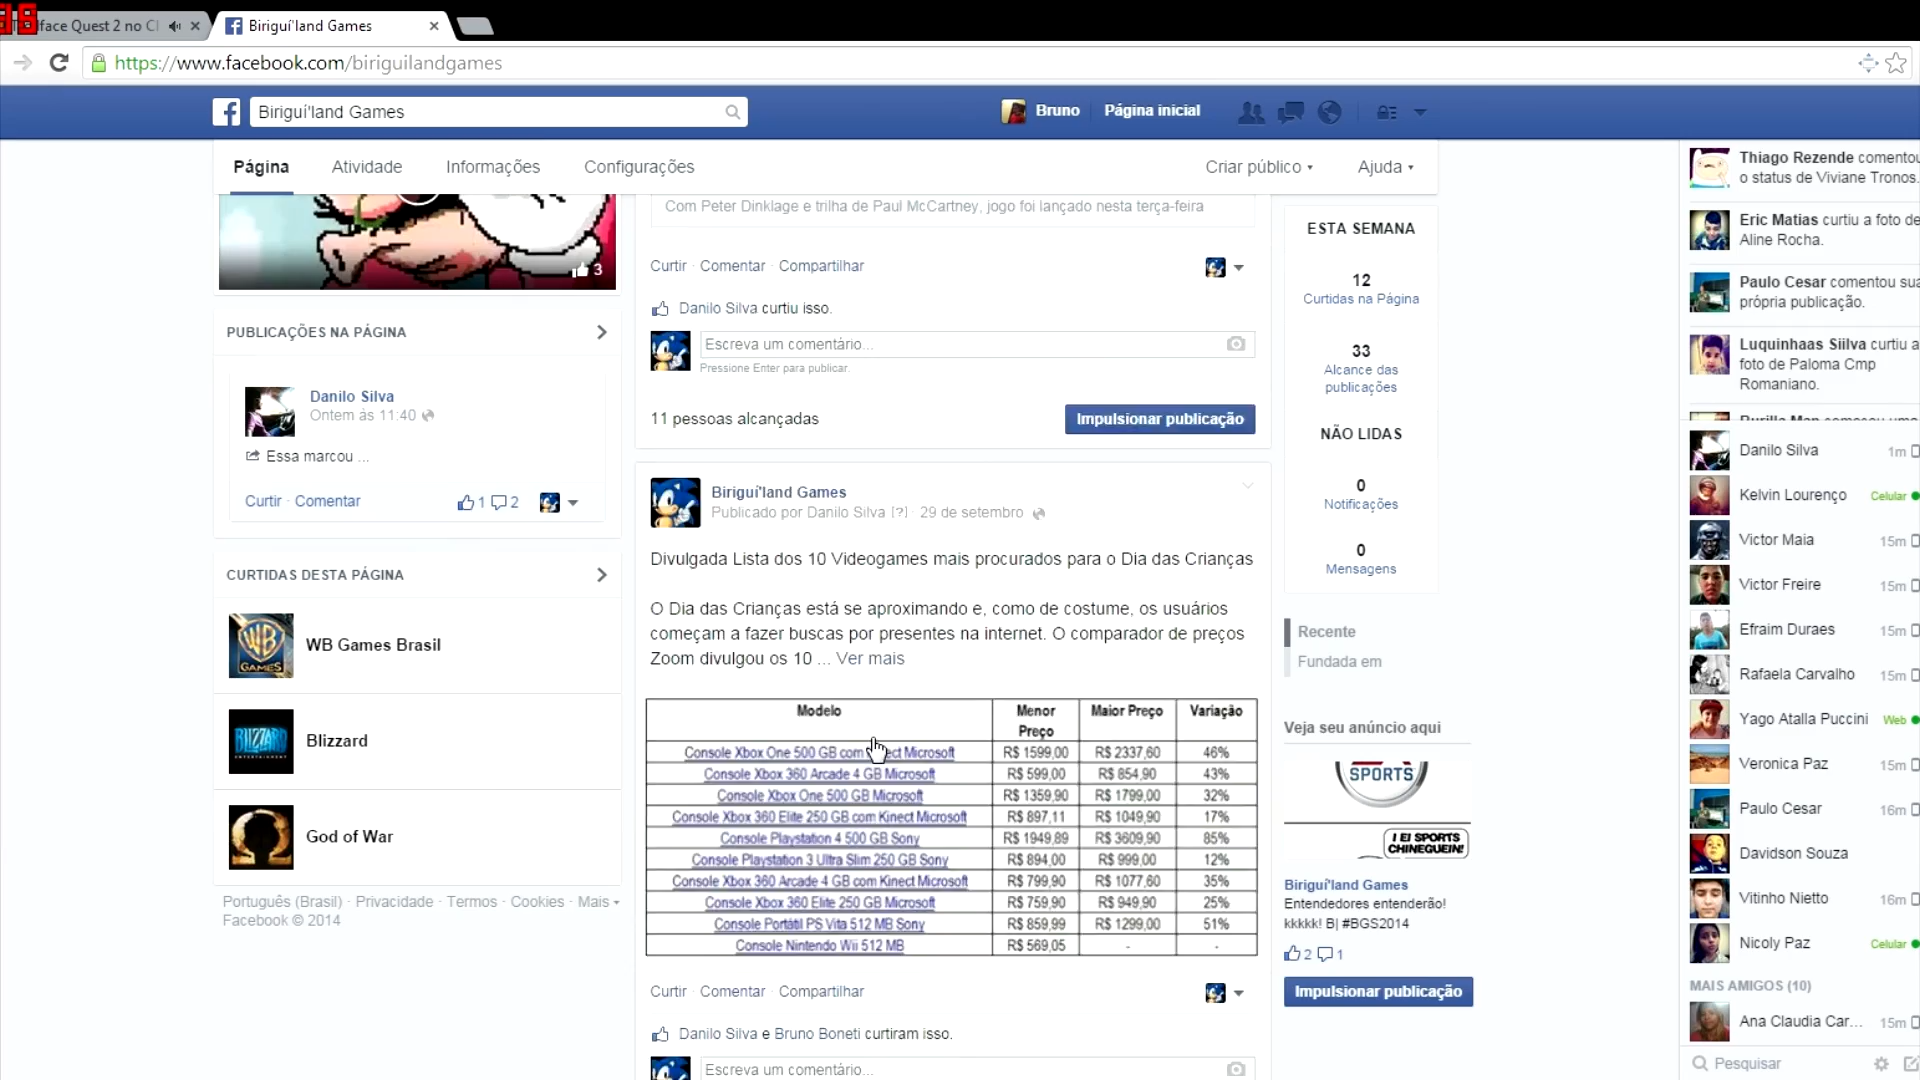 face Quest 2 no Cl
Biriguí'land Games
https://www.facebook.com/biriguilandgames
Biriguí'land Games
Bruno
Página inicial
Página
Atividade
Informações
Configurações
Criar público
Ajuda
3
PUBLICAÇÕES NA PÁGINA
Danilo Silva
Ontem às 11:40
Essa marcou ...
Curtir · Comentar
1
2
CURTIDAS DESTA PÁGINA
WB GAMES
WB Games Brasil
BLIZZARD
ENTERTAINMENT
Blizzard
God of War
Português (Brasil) · Privacidade · Termos · Cookies · Mais
Facebook © 2014
Com Peter Dinklage e trilha de Paul McCartney, jogo foi lançado nesta terça-feira
Curtir · Comentar · Compartilhar
Danilo Silva curtiu isso.
Escreva um comentário...
Pressione Enter para publicar.
11 pessoas alcançadas
Impulsionar publicação
Biriguí'land Games
Publicado por Danilo Silva [?] · 29 de setembro
Divulgada Lista dos 10 Videogames mais procurados para o Dia das Crianças
O Dia das Crianças está se aproximando e, como de costume, os usuários
começam a fazer buscas por presentes na internet. O comparador de preços
Zoom divulgou os 10 ... Ver mais
Modelo Menor Preço Maior Preço Variação
Console Xbox One 500 GB com ect Microsoft R$ 1599,00 R$ 2337,60 46%
Console Xbox 360 Arcade 4 GB Microsoft R$ 599,00 R$ 854,90 43%
Console Xbox One 500 GB Microsoft R$ 1359,90 R$ 1799,00 32%
Console Xbox 360 Elite 250 GB com Kinect Microsoft R$ 897,11 R$ 1049,90 17%
Console Playstation 4 500 GB Sony R$ 1949,89 R$ 3609,90 85%
Console Playstation 3 Ultra Slim 250 GB Sony R$ 894,00 R$ 999,00 12%
Console Xbox 360 Arcade 4 GB com Kinect Microsoft R$ 799,90 R$ 1077,60 35%
Console Xbox 360 Elite 250 GB Microsoft R$ 759,90 R$ 949,90 25%
Console Portátil PS Vita 512 MB Sony R$ 859,99 R$ 1299,00 51%
Console Nintendo Wii 512 MB R$ 569,05 - -
Curtir · Comentar · Compartilhar
Danilo Silva e Bruno Boneti curtiram isso.
Escreva um comentário...
ESTA SEMANA
12
Curtidas na Página
33
Alcance das
publicações
NÃO LIDAS
0
Notificações
0
Mensagens
Recente
Fundada em
Veja seu anúncio aqui
SPORTS
I EI SPORTS
CHINEGUEIN!
Biriguí'land Games
Entendedores entenderão!
kkkkk! B| #BGS2014
2
1
Impulsionar publicação
Thiago Rezende comentou
o status de Viviane Tronos.
Eric Matias curtiu a foto de
Aline Rocha.
Paulo Cesar comentou sua
própria publicação.
Luquinhaas Siilva curtiu a
foto de Paloma Cmp
Romaniano.
Danilo Silva 1m
Kelvin Lourenço Celular
Victor Maia 15m
Victor Freire 15m
Efraim Duraes 15m
Rafaela Carvalho 15m
Yago Atalla Puccini Web
Veronica Paz 15m
Paulo Cesar 16m
Davidson Souza
Vitinho Nietto 16m
Nicoly Paz Celular
MAIS AMIGOS (10)
Ana Claudia Car... 15m
Pesquisar